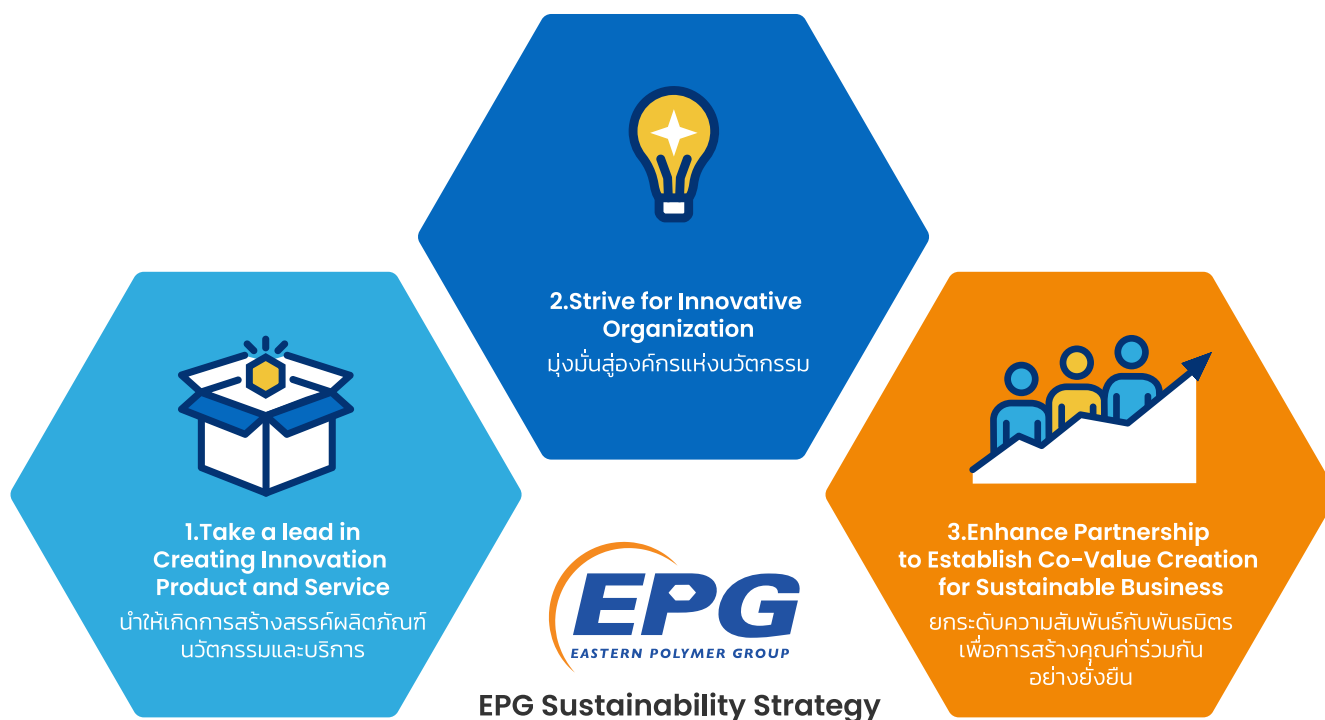 2.Strive for Innovative
Organization
มุ่งมั่นสู่องค์กรแห่งนวัตกรรม
1.Take a lead in
Creating Innovation
Product and Service
นำให้เกิดการสร้างสรรค์ผลิตภัณฑ์
นวัตกรรมและบริการ
3.Enhance Partnership
to Establish Co-Value Creation
for Sustainable Business
ยกระดับความสัมพันธ์กับพันธมิตร
เพื่อการสร้างคุณค่าร่วมกัน
อย่างยั่งยืน
EPG
EASTERN POLYMER GROUP
EPG Sustainability Strategy